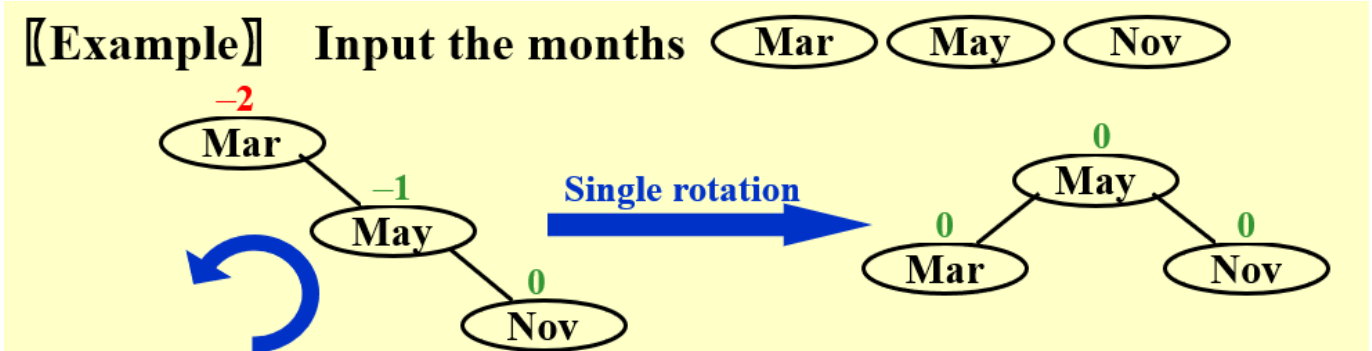 〖Example〗 Input the months Mar May Nov
–2
Mar
–1
May
0
Nov
Single rotation
0
May
0
Mar
0
Nov